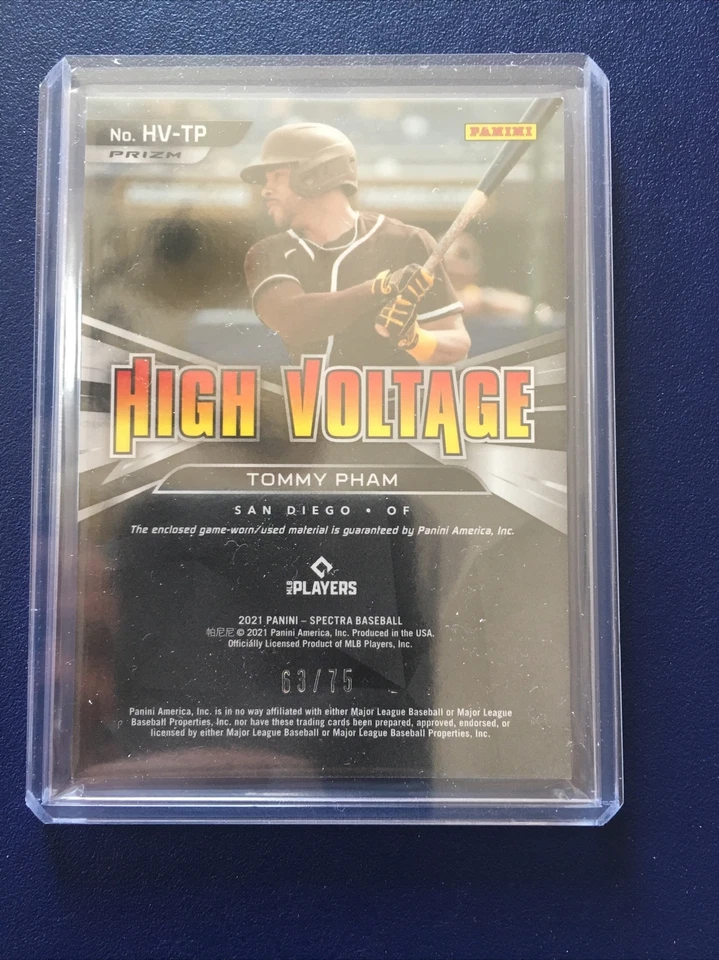 No. HV-TP
PRIZM
PANINI
HIGH VOLTAGE
TOMMY PHAM
SAN DIEGO • OF
The enclosed game-worn/used material is guaranteed by Panini America, Inc.
MLB PLAYERS
2021 PANINI – SPECTRA BASEBALL
帕尼尼 © 2021 Panini America, Inc. Produced in the USA.
Officially Licensed Product of MLB Players, Inc.
63/75
Panini America, Inc. is in no way affiliated with either Major League Baseball or Major League
Baseball Properties, Inc. nor have these trading cards been prepared, approved, endorsed, or
licensed by either Major League Baseball or Major League Baseball Properties, Inc.